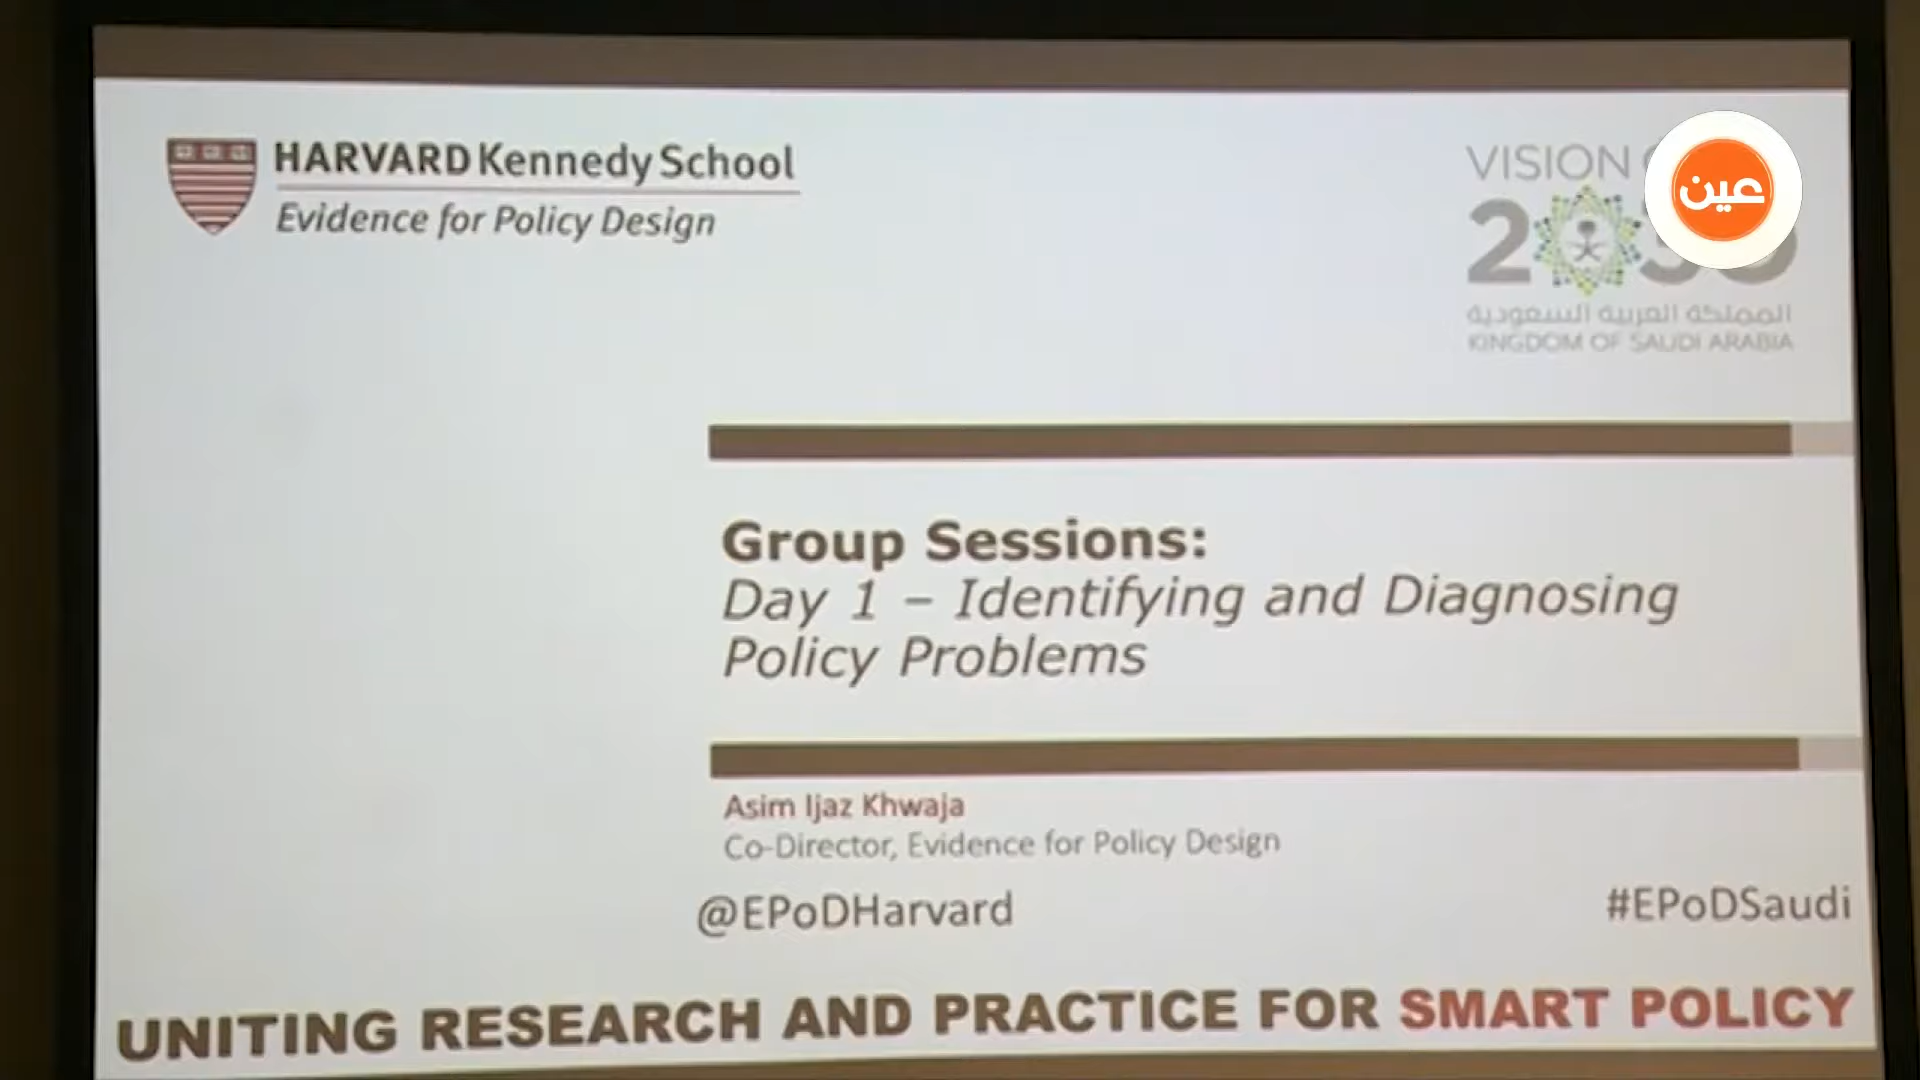 HARVARD Kennedy School
Evidence for Policy Design
VISION
عين
2030
المملكة العربية السعودية
KINGDOM OF SAUDI ARABIA
Group Sessions:
Day 1 – Identifying and Diagnosing
Policy Problems
Asim Ijaz Khwaja
Co-Director, Evidence for Policy Design
@EPoDHarvard
#EPoDSaudi
UNITING RESEARCH AND PRACTICE FOR SMART POLICY